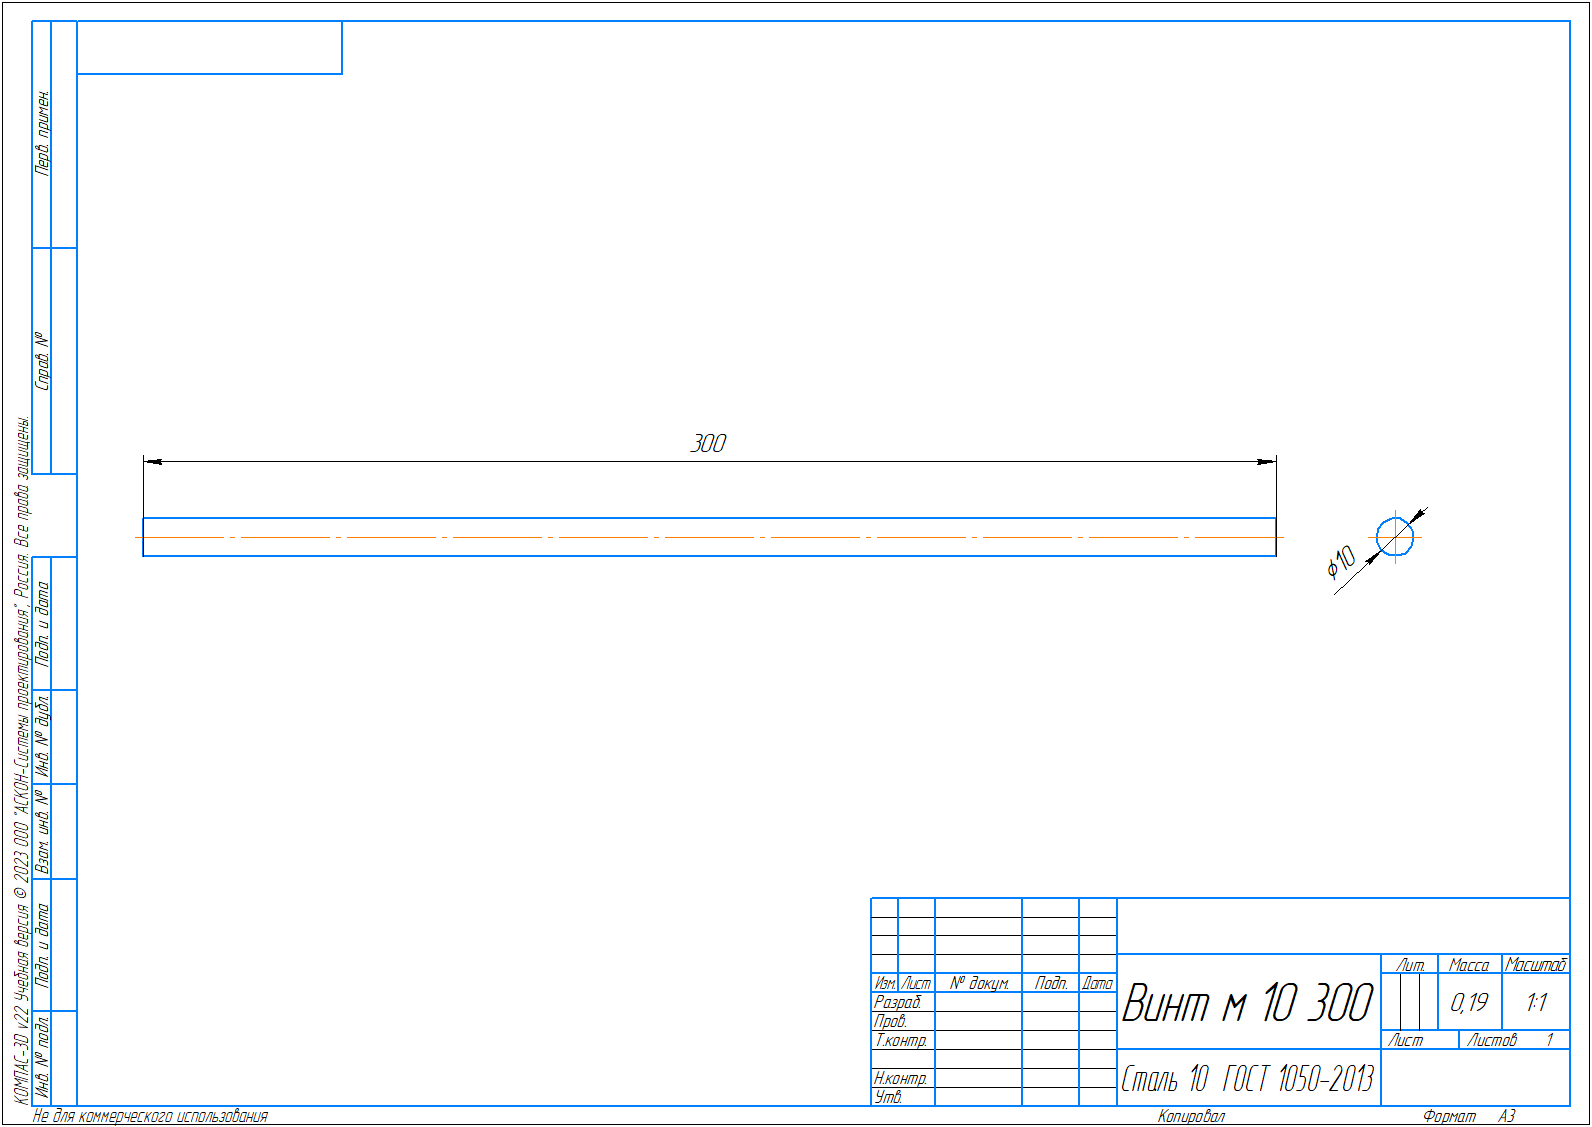 Перв. примен.
Справ. №
Подп. и дата
Инв. № дубл.
Взам. инв. №
Подп. и дата
Инв. № подл.
КОМПАС-3D v22 Учебная версия © 2023 ООО "АСКОН-Системы проектирования", Россия. Все права защищены.
300
ϕ10
Изм. Лист № докум. Подп. Дата
Разраб.
Пров.
Т.контр.
Н.контр.
Утв.
Винт м 10 300
Лит. Масса Масштаб
0,19 1:1
Лист Листов 1
Сталь 10 ГОСТ 1050-2013
Не для коммерческого использования
Копировал
Формат А3